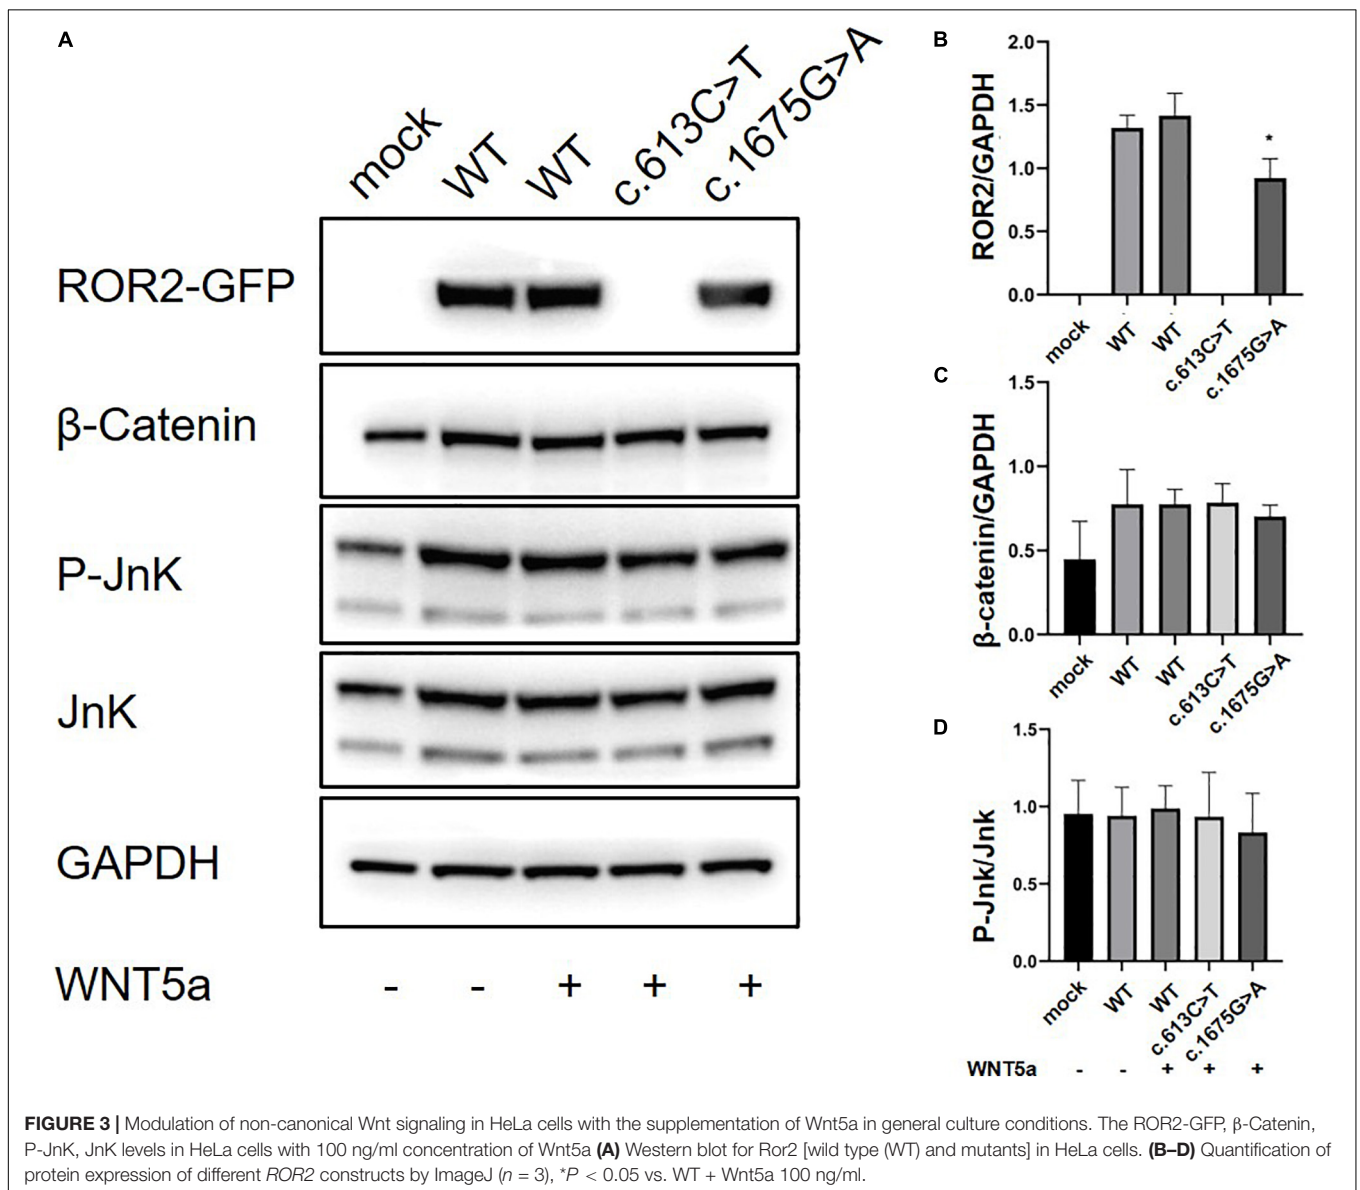 A
mock
WT
WT
c.613C>T
c.1675G>A
ROR2-GFP
β-Catenin
P-JnK
JnK
GAPDH
WNT5a - - + + +
B
ROR2/GAPDH
2.0
1.5
1.0
0.5
0.0
*
mock
WT
WT
c.613C>T
c.1675G>A
C
β-catenin/GAPDH
1.5
1.0
0.5
0.0
mock
WT
WT
c.613C>T
c.1675G>A
D
P-Jnk/Jnk
1.5
1.0
0.5
0.0
mock
WT
WT
c.613C>T
c.1675G>A
WNT5a - - + + +
FIGURE 3 | Modulation of non-canonical Wnt signaling in HeLa cells with the supplementation of Wnt5a in general culture conditions. The ROR2-GFP, β-Catenin,
P-JnK, JnK levels in HeLa cells with 100 ng/ml concentration of Wnt5a (A) Western blot for Ror2 [wild type (WT) and mutants] in HeLa cells. (B–D) Quantification of
protein expression of different ROR2 constructs by ImageJ (n = 3), *P < 0.05 vs. WT + Wnt5a 100 ng/ml.